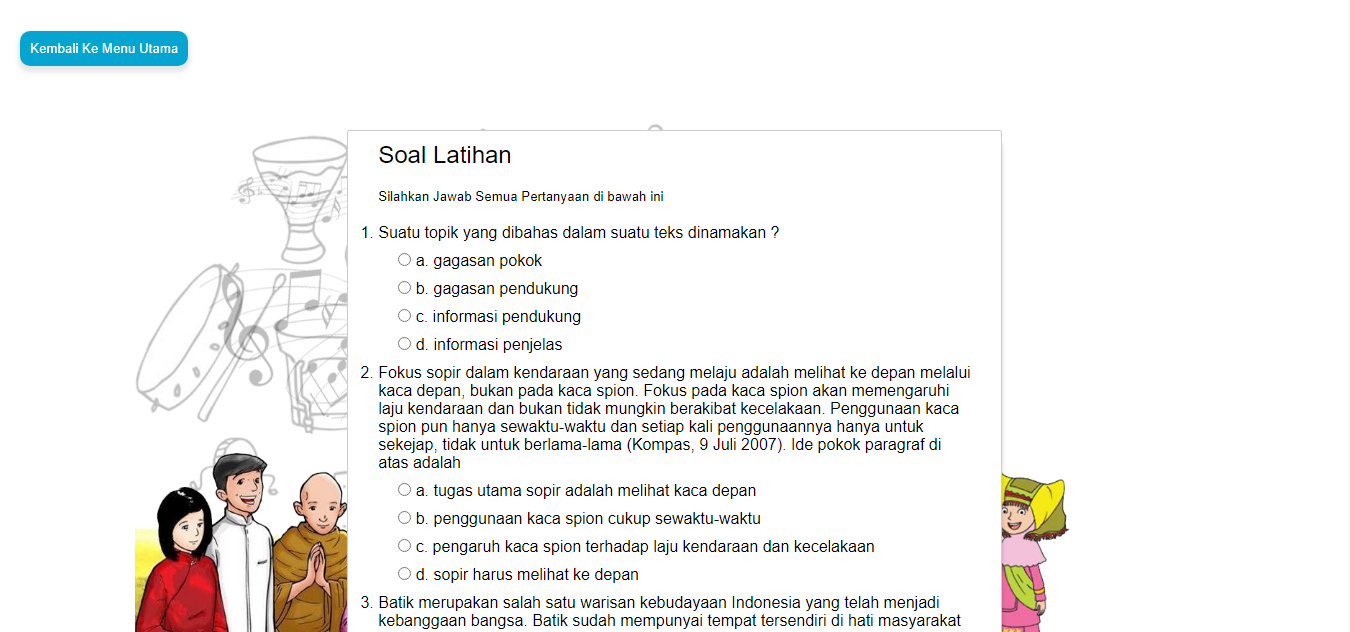 Kembali Ke Menu Utama
Soal Latihan
Silahkan Jawab Semua Pertanyaan di bawah ini
1. Suatu topik yang dibahas dalam suatu teks dinamakan ?
a. gagasan pokok
b. gagasan pendukung
c. informasi pendukung
d. informasi penjelas
2. Fokus sopir dalam kendaraan yang sedang melaju adalah melihat ke depan melalui
kaca depan, bukan pada kaca spion. Fokus pada kaca spion akan memengaruhi
laju kendaraan dan bukan tidak mungkin berakibat kecelakaan. Penggunaan kaca
spion pun hanya sewaktu-waktu dan setiap kali penggunaannya hanya untuk
sekejap, tidak untuk berlama-lama (Kompas, 9 Juli 2007). Ide pokok paragraf di
atas adalah
a. tugas utama sopir adalah melihat kaca depan
b. penggunaan kaca spion cukup sewaktu-waktu
c. pengaruh kaca spion terhadap laju kendaraan dan kecelakaan
d. sopir harus melihat ke depan
3. Batik merupakan salah satu warisan kebudayaan Indonesia yang telah menjadi
kebanggaan bangsa. Batik sudah mempunyai tempat tersendiri di hati masyarakat